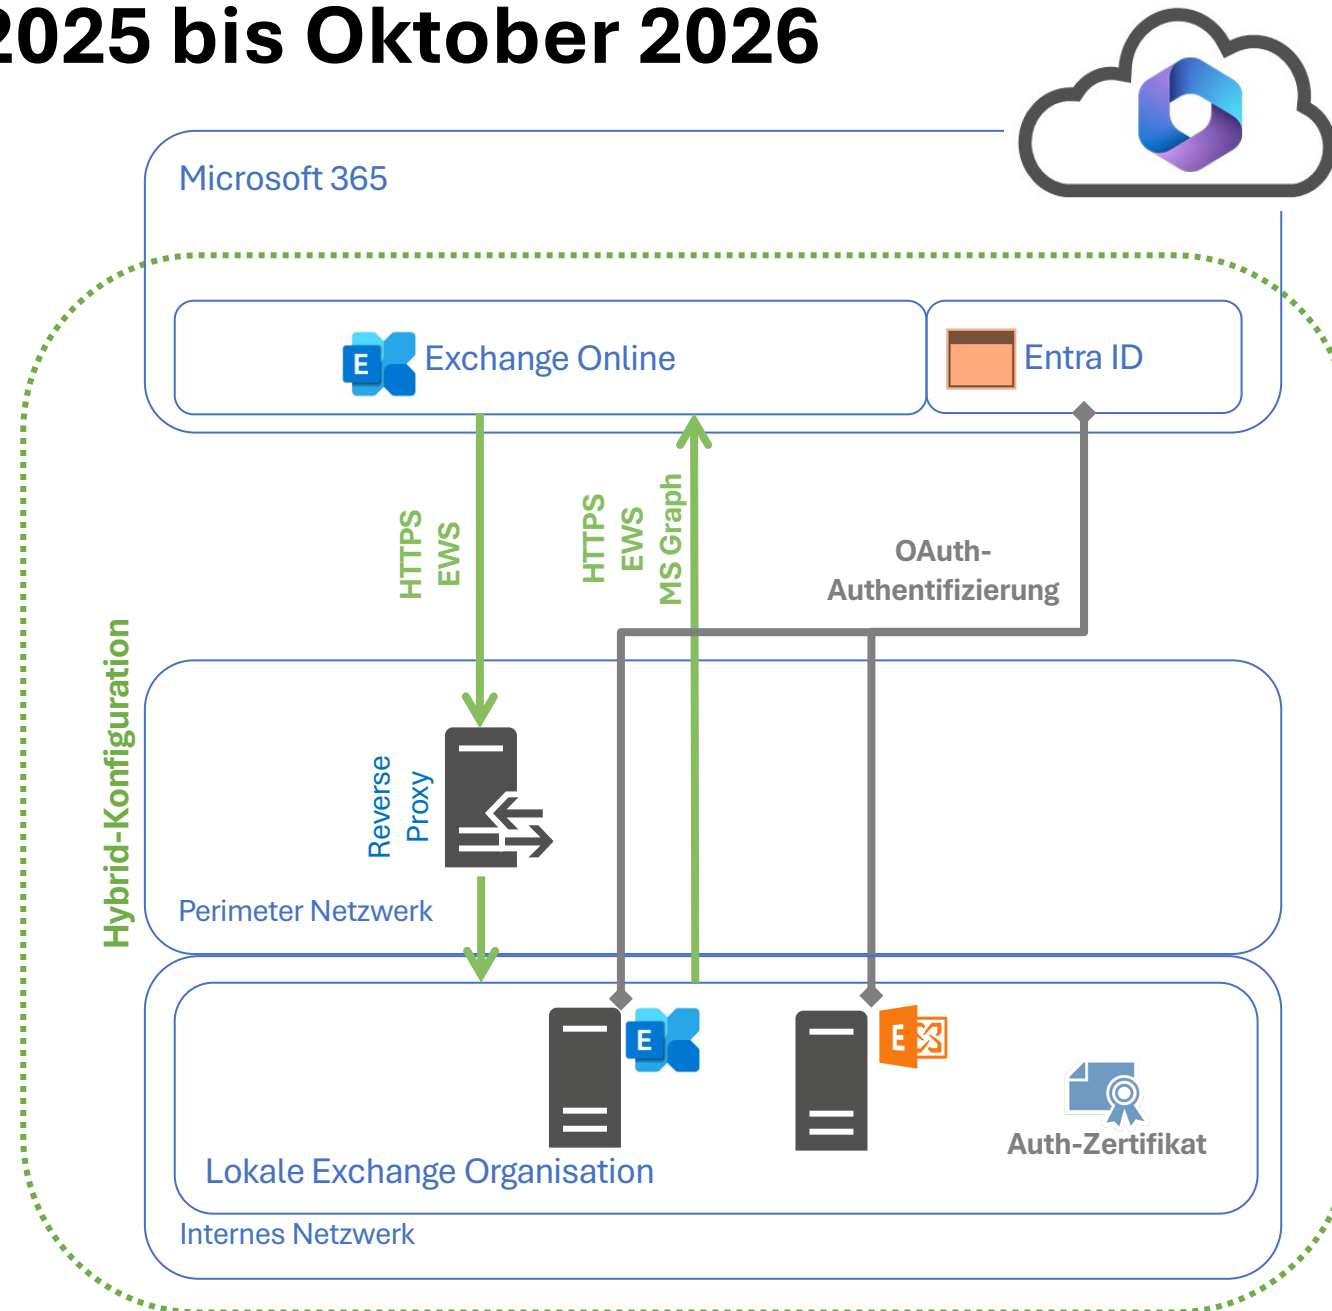 2025 bis Oktober 2026
Microsoft 365
E
Exchange Online
Entra ID
HTTPS
EWS
HTTPS
EWS
MS Graph
OAuth-
Authentifizierung
Hybrid-Konfiguration
Reverse
Proxy
Perimeter Netzwerk
E
E
Auth-Zertifikat
Lokale Exchange Organisation
Internes Netzwerk